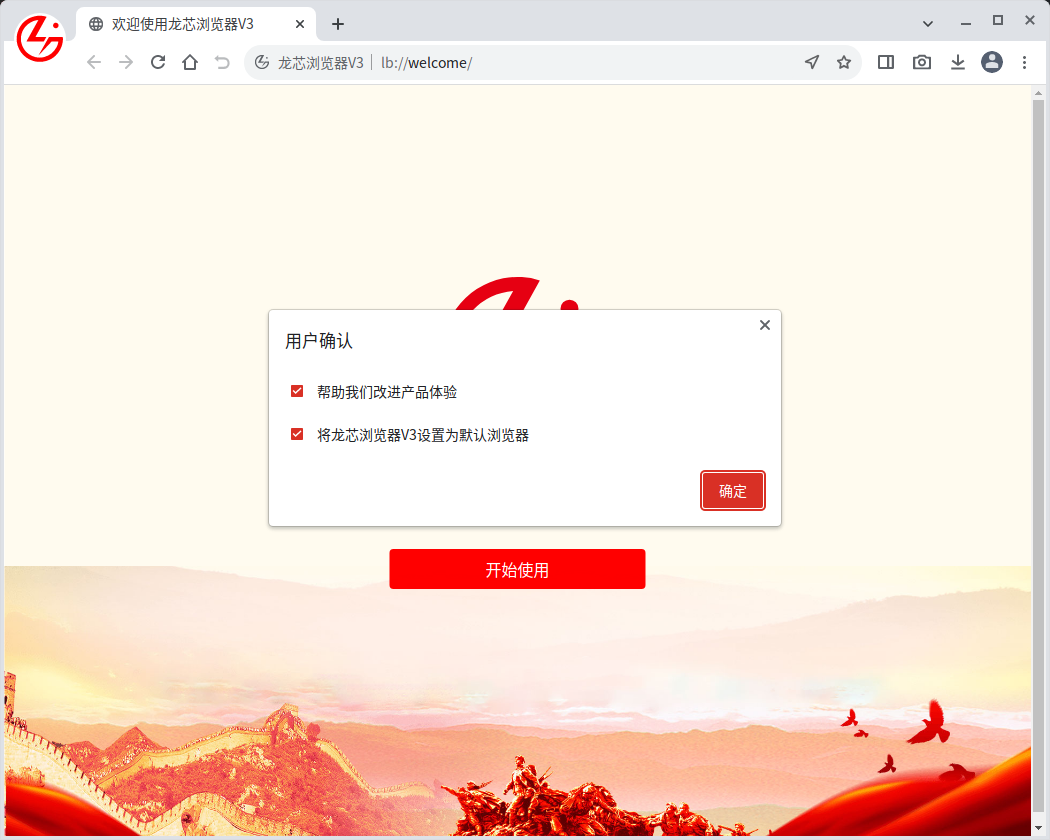 欢迎使用龙芯浏览器V3
龙芯浏览器V3 | lb://welcome/
用户确认
帮助我们改进产品体验
将龙芯浏览器V3设置为默认浏览器
确定
开始使用